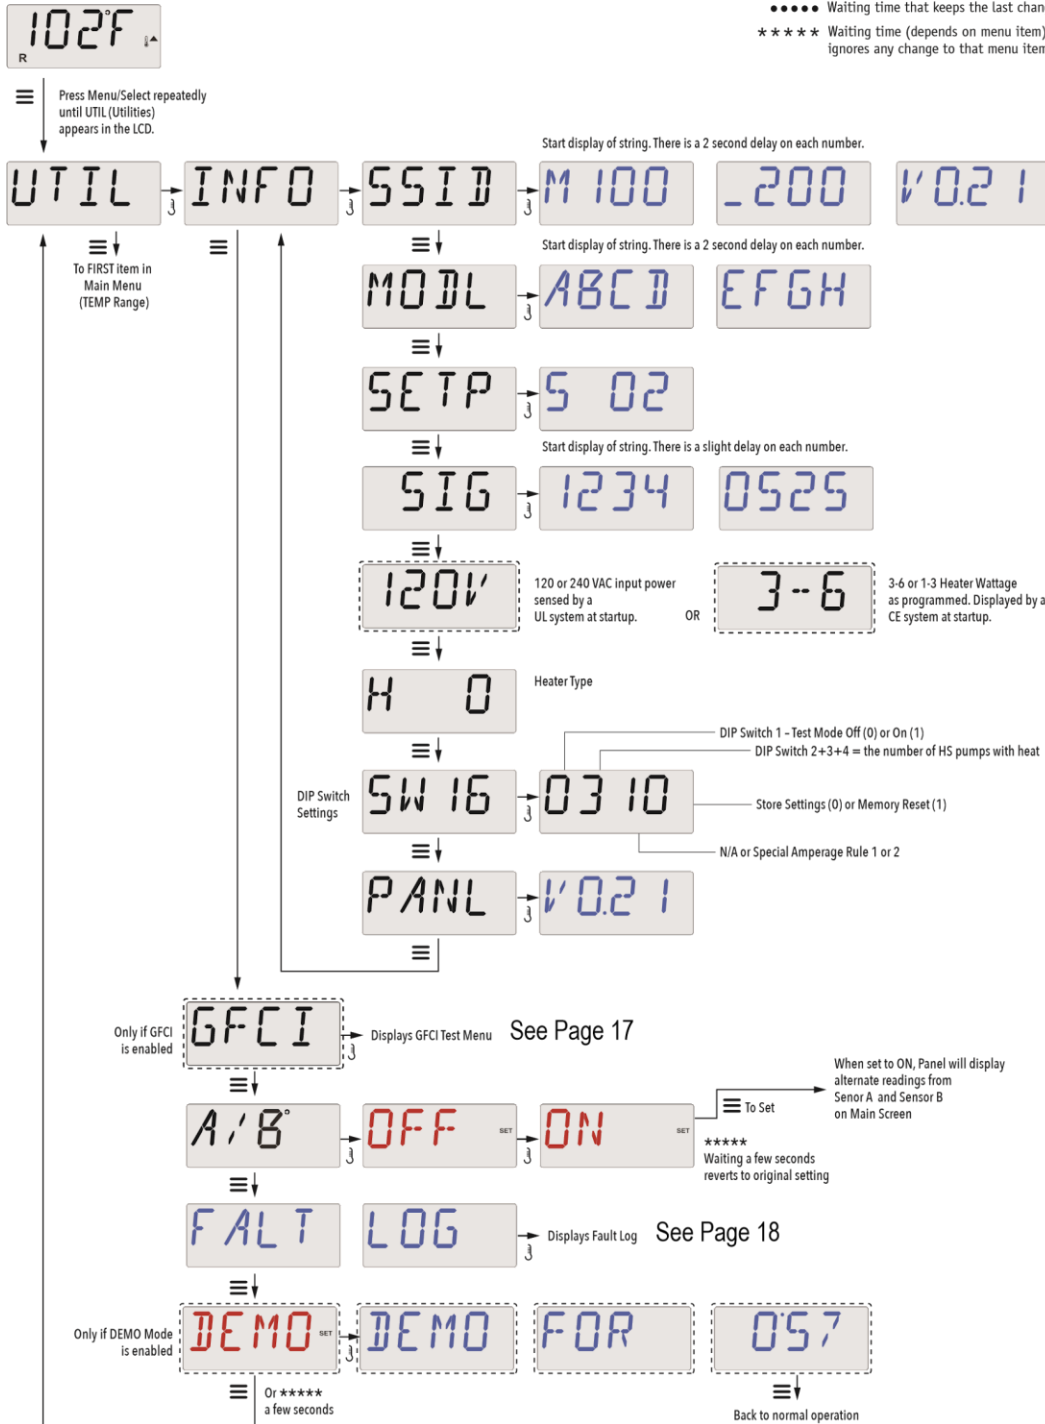 ●●●●● Waiting time that keeps the last chan
102°F
R
***** Waiting time (depends on menu item)
ignores any change to that menu item
Press Menu/Select repeatedly
until UTIL (Utilities)
appears in the LCD.
Start display of string. There is a 2 second delay on each number.
UTIL INFO SSID M100 _200 V0.21
To FIRST item in
Main Menu
(TEMP Range)
Start display of string. There is a 2 second delay on each number.
MODL ABCD EFGH
SETP S 02
Start display of string. There is a slight delay on each number.
SIG 1234 0525
120V
120 or 240 VAC input power
sensed by a
UL system at startup.
OR
3-6
3-6 or 1-3 Heater Wattage
as programmed. Displayed by a
CE system at startup.
H 0
Heater Type
DIP Switch 1 - Test Mode Off (0) or On (1)
DIP Switch 2+3+4 = the number of HS pumps with heat
DIP Switch
Settings
SW16 0310
Store Settings (0) or Memory Reset (1)
N/A or Special Amperage Rule 1 or 2
PANL V0.21
Only if GFCI
is enabled
GFCI
Displays GFCI Test Menu See Page 17
When set to ON, Panel will display
alternate readings from
Senor A and Sensor B
on Main Screen
To Set
A/B° OFF SET ON SET
*****
Waiting a few seconds
reverts to original setting
FALT LOG
Displays Fault Log See Page 18
Only if DEMO Mode
is enabled
DEMO SET DEMO FOR 0:57
Or *****
a few seconds
Back to normal operation